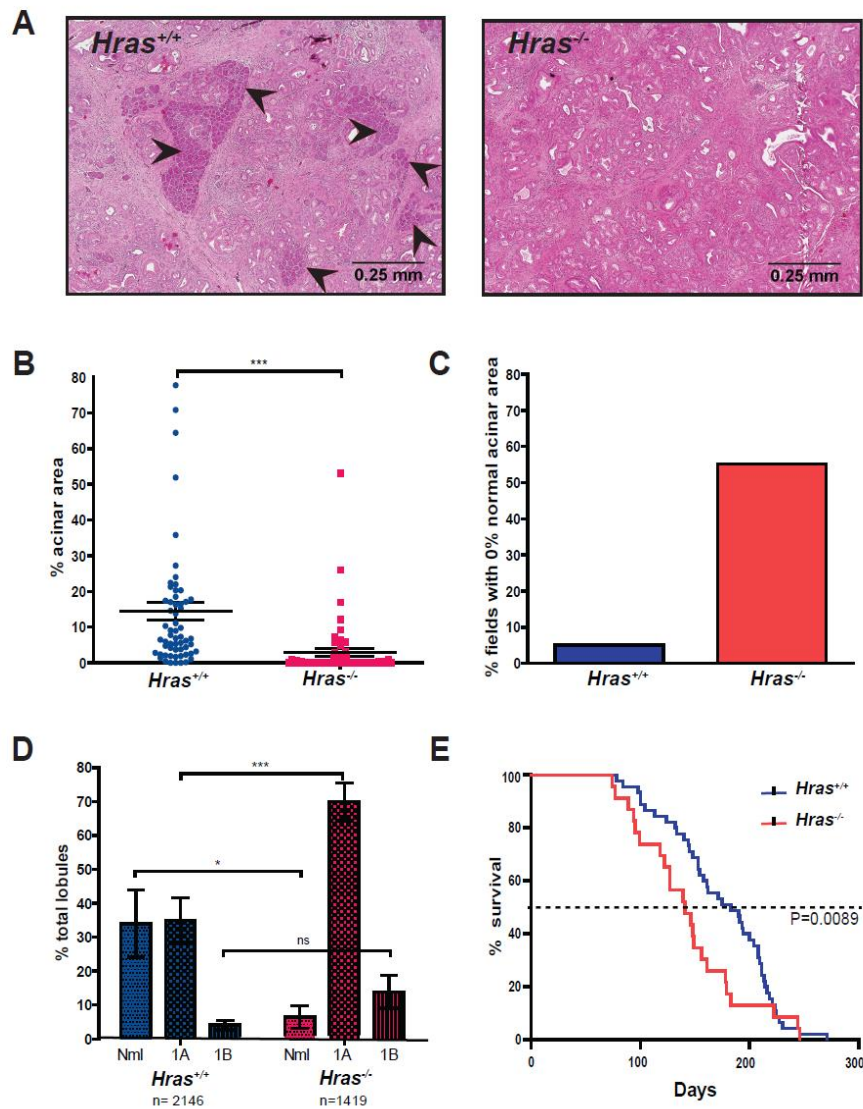 A
Hras+/+
0.25 mm
Hras-/-
0.25 mm
B
***
80
70
60
50
40
30
20
10
0
% acinar area
Hras+/+
Hras-/-
C
80
70
60
50
40
30
20
10
0
% fields with 0% normal acinar area
Hras+/+
Hras-/-
D
80
70
60
50
40
30
20
10
0
% total lobules
***
*
ns
Nml 1A 1B Nml 1A 1B
Hras+/+ Hras-/-
n= 2146 n=1419
E
100
80
60
40
20
0
% survival
Hras+/+
Hras-/-
P=0.0089
0 100 200 300
Days